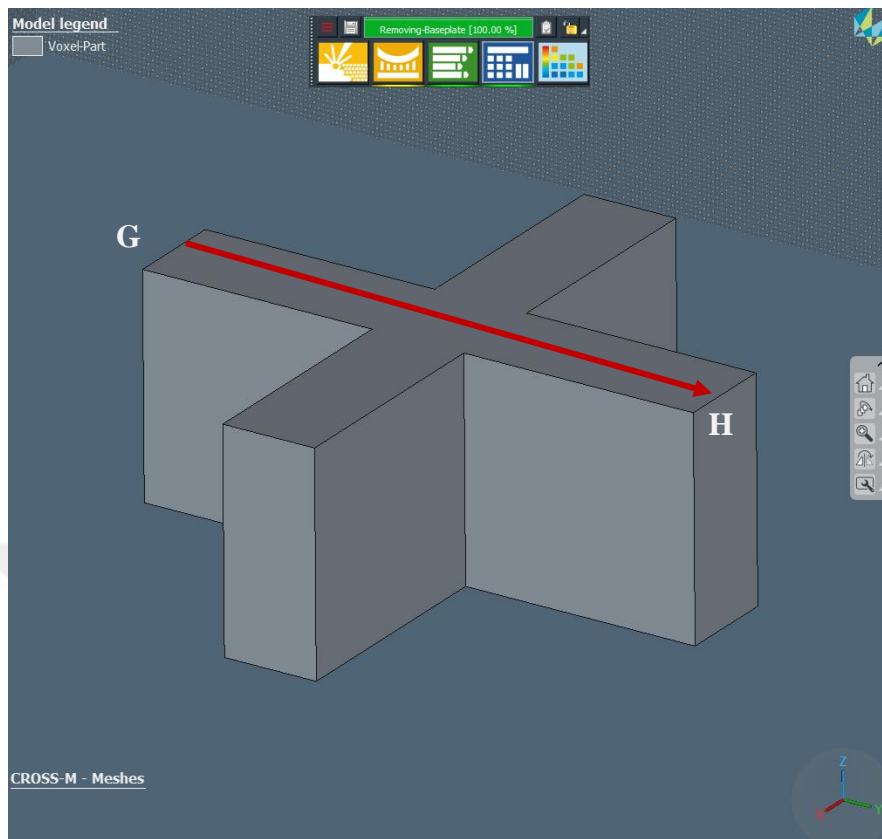 Model legend
Voxel-Part
Removing-Baseplate [100.00 %]
G
H
CROSS-M - Meshes
Z
X
Y